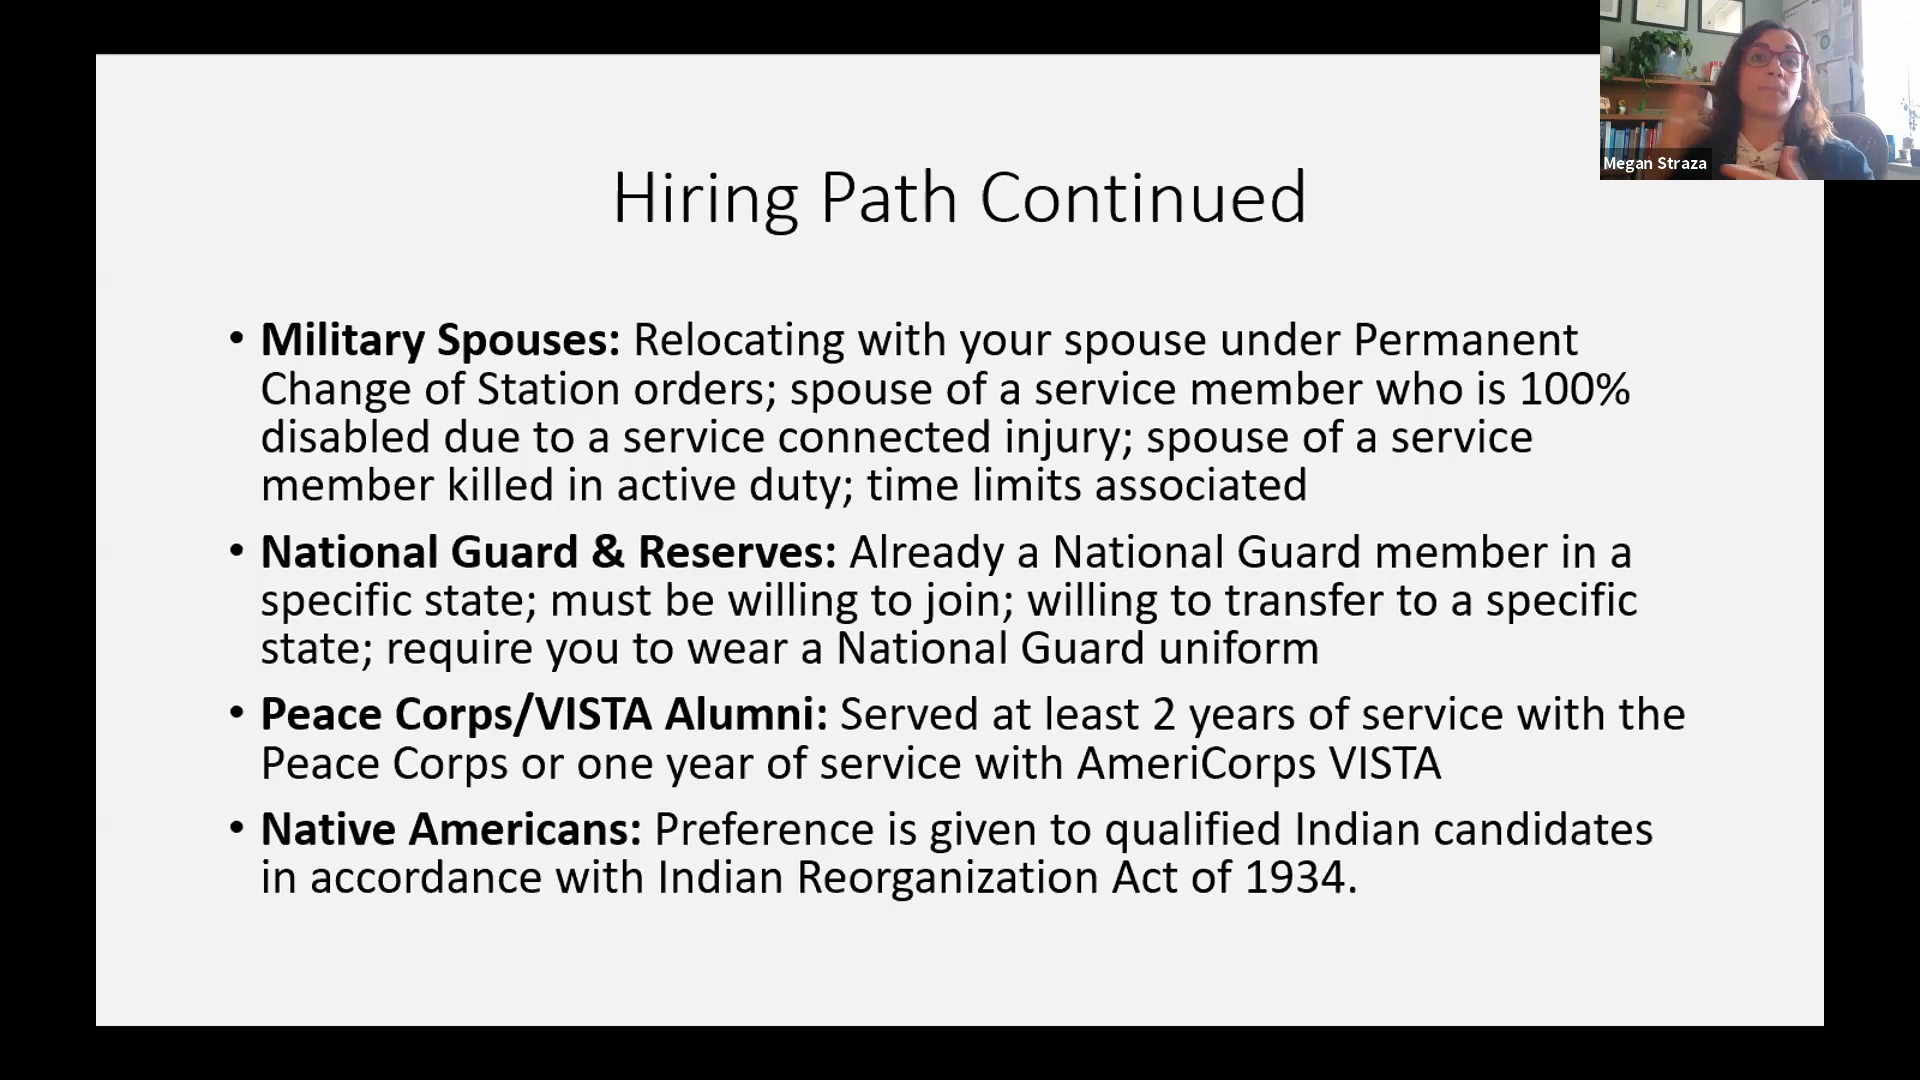 Megan Straza
Hiring Path Continued
• Military Spouses: Relocating with your spouse under Permanent
Change of Station orders; spouse of a service member who is 100%
disabled due to a service connected injury; spouse of a service
member killed in active duty; time limits associated
• National Guard & Reserves: Already a National Guard member in a
specific state; must be willing to join; willing to transfer to a specific
state; require you to wear a National Guard uniform
• Peace Corps/VISTA Alumni: Served at least 2 years of service with the
Peace Corps or one year of service with AmeriCorps VISTA
• Native Americans: Preference is given to qualified Indian candidates
in accordance with Indian Reorganization Act of 1934.